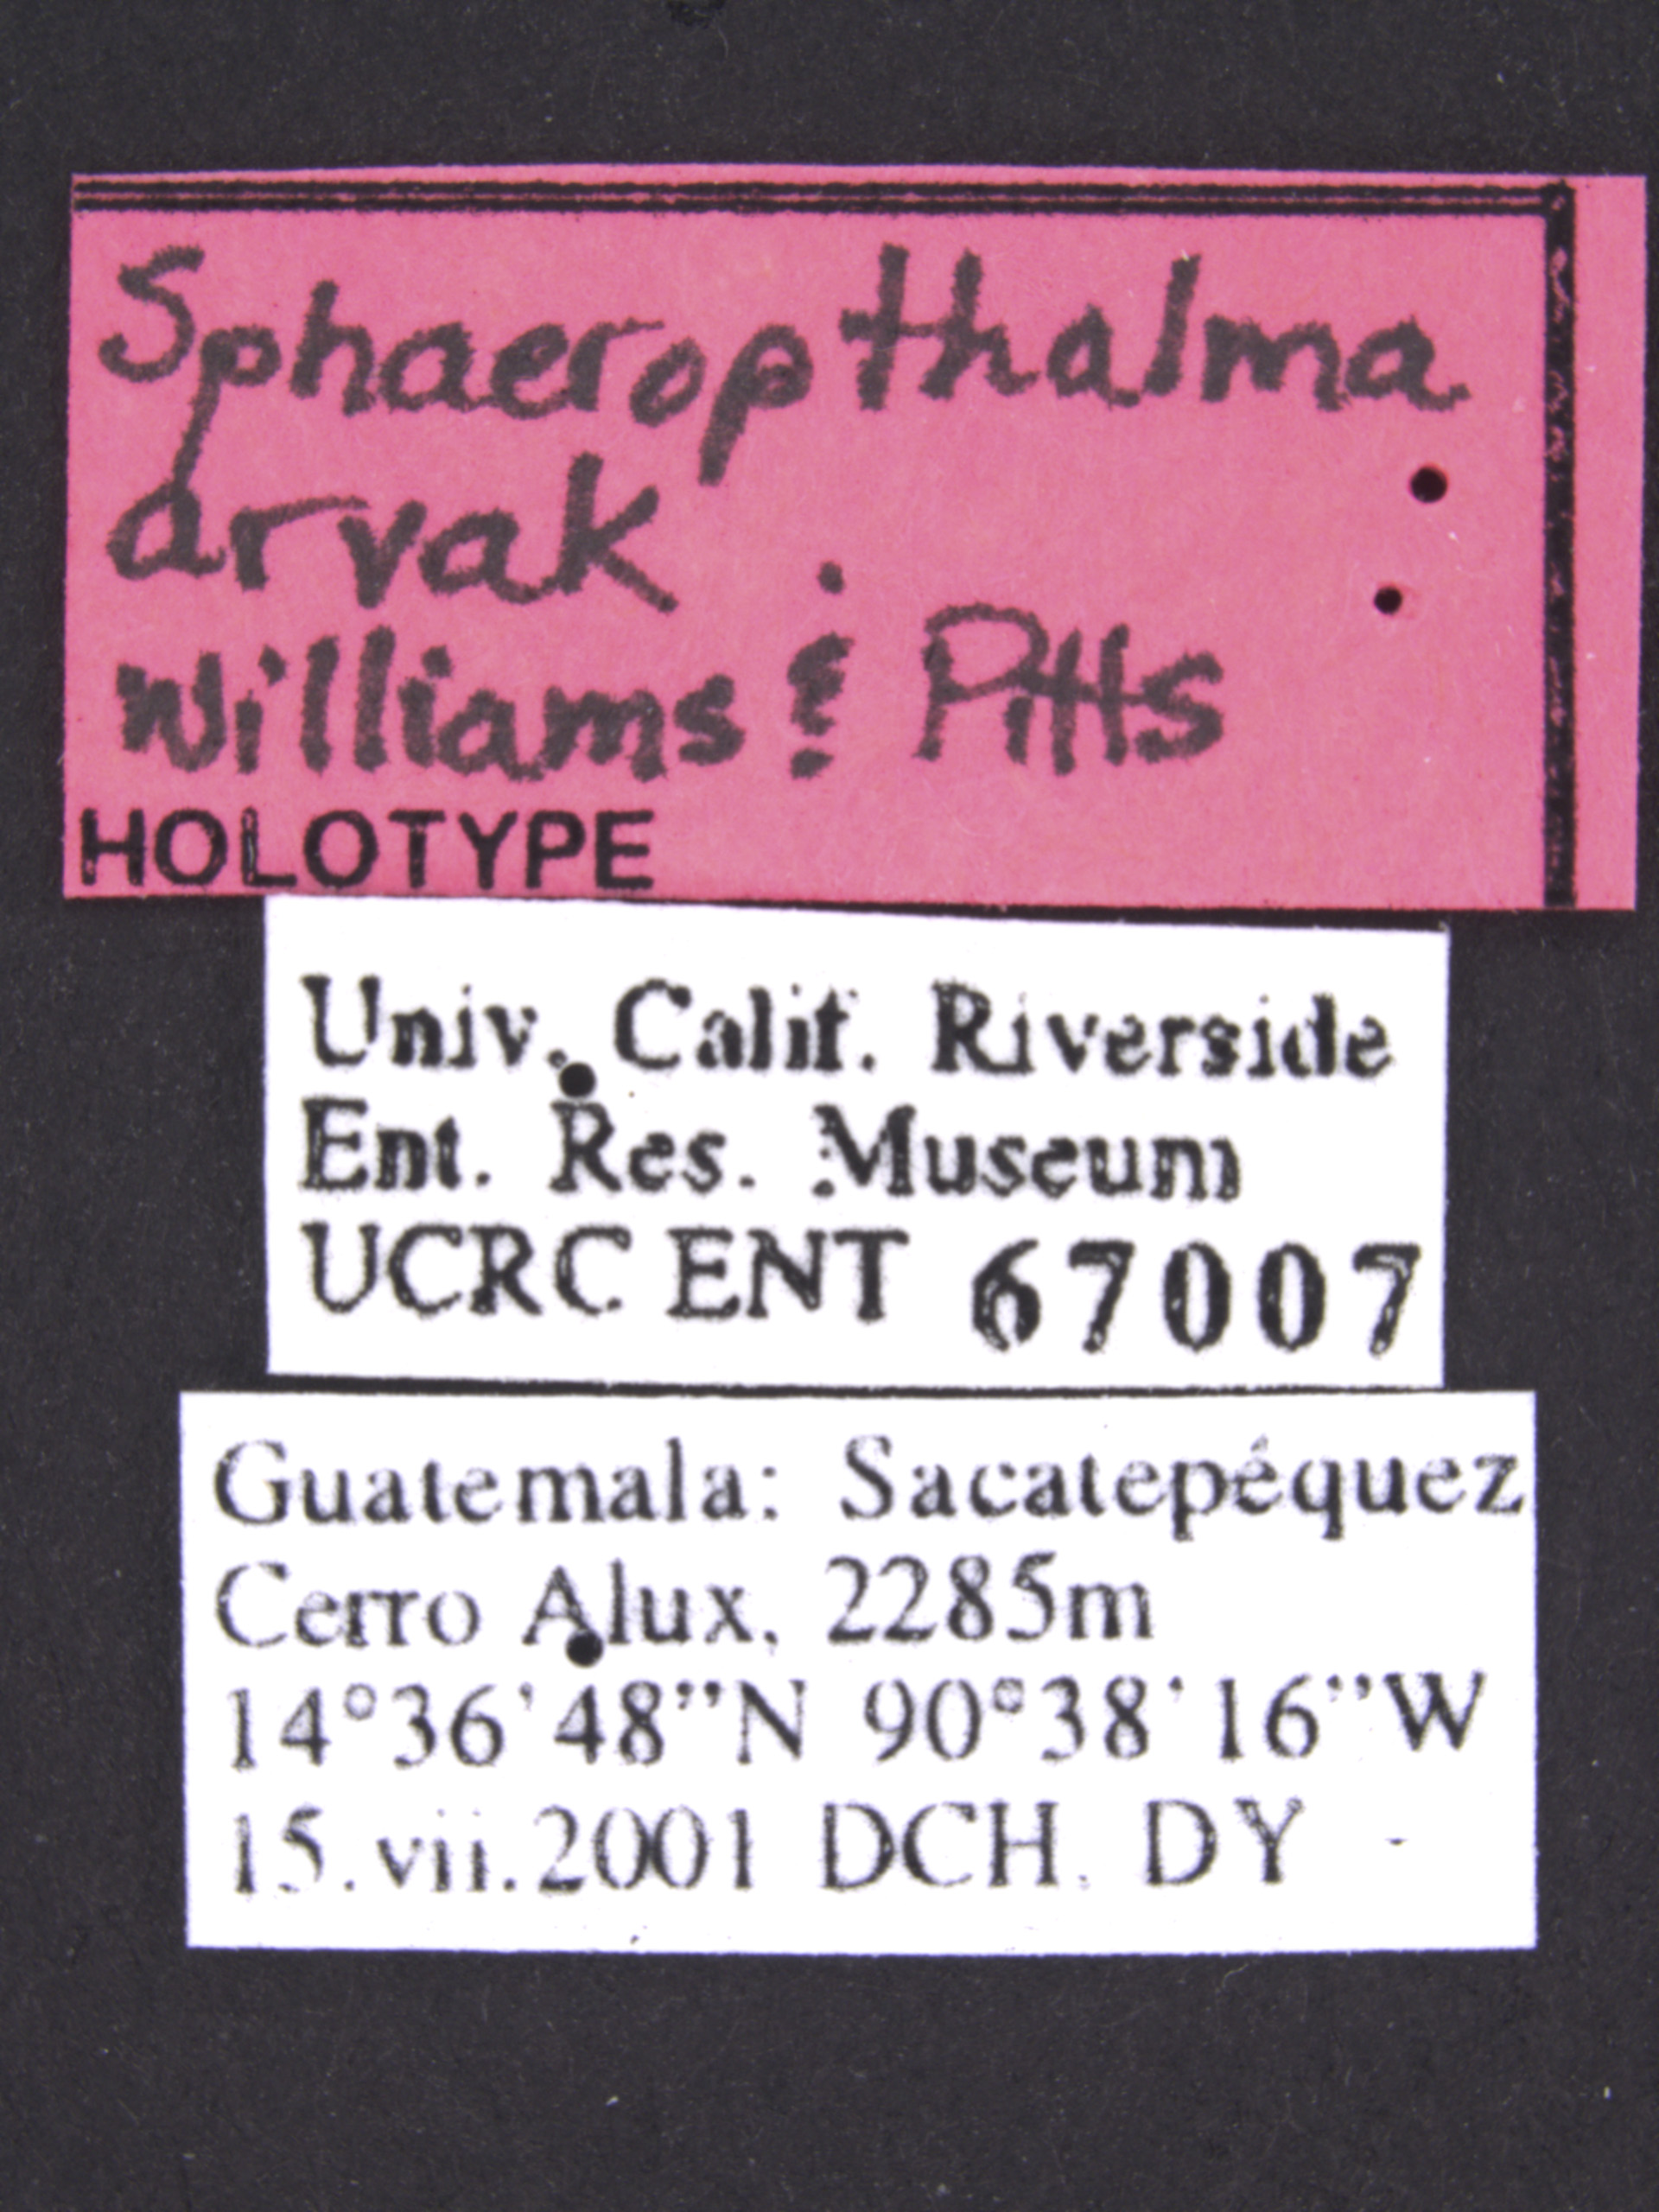 Sphaeropthalma
arvak
Williams & Pitts
HOLOTYPE
Univ. Calif. Riverside
Ent. Res. Museum
UCRC ENT 67007
Guatemala: Sacatepéquez
Cerro Alux, 2285m
14°36'48”N 90°38'16”W
15.vii.2001 DCH, DY